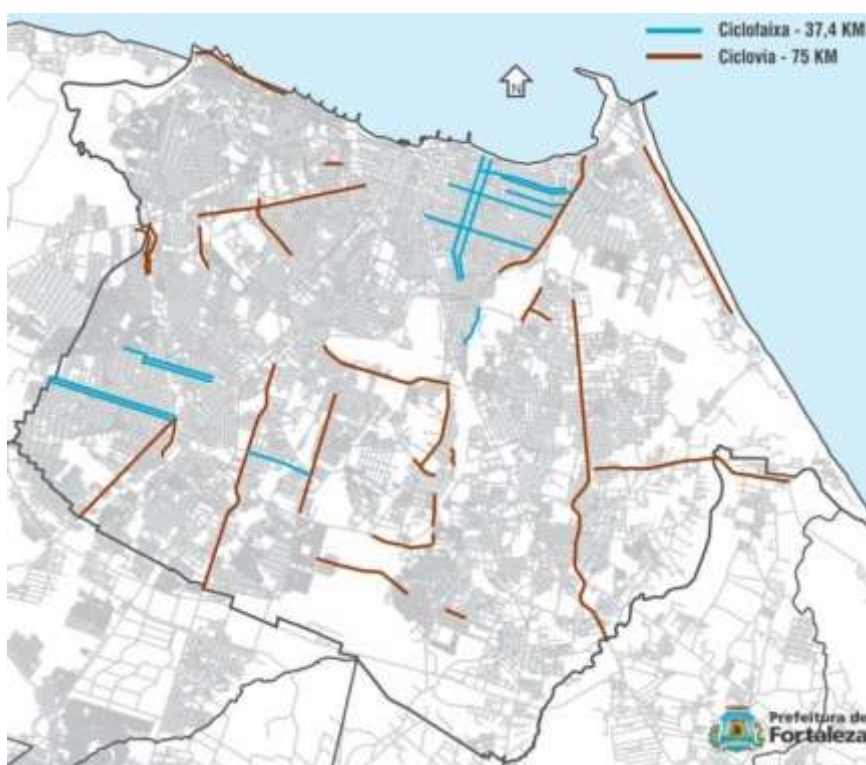 Ciclofaixa - 37,4 KM
Ciclovia - 75 KM
N
Prefeitura de
Fortaleza